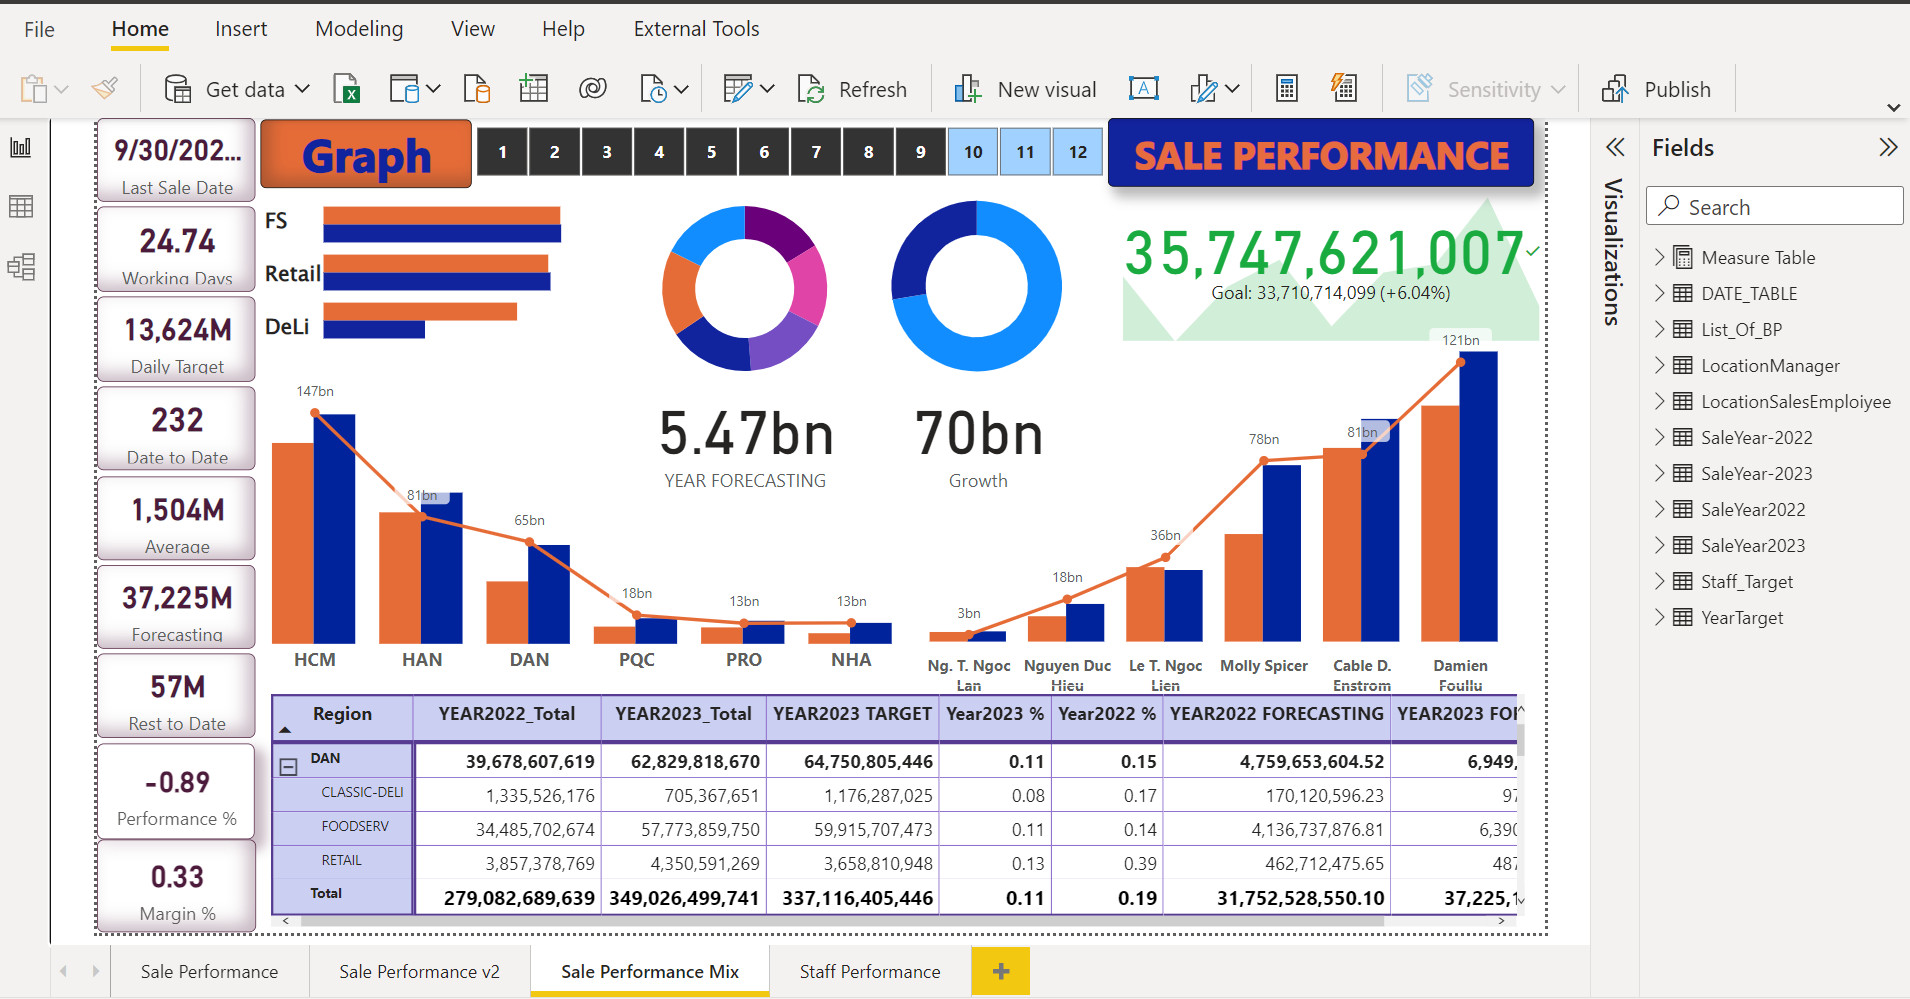 File Home Insert Modeling View Help External Tools
Get data Refresh New visual Sensitivity Publish
9/30/202...
Last Sale Date
24.74
Working Days
13,624M
Daily Target
232
Date to Date
1,504M
Average
37,225M
Forecasting
57M
Rest to Date
-0.89
Performance %
0.33
Margin %
Graph
1 2 3 4 5 6 7 8 9 10 11 12
SALE PERFORMANCE
FS
Retail
DeLi
5.47bn
YEAR FORECASTING
70bn
Growth
35,747,621,007
Goal: 33,710,714,099 (+6.04%)
147bn
81bn
65bn
18bn
13bn
13bn
HCM HAN DAN PQC PRO NHA
3bn
18bn
36bn
78bn
81bn
121bn
Ng. T. Ngoc Lan
Nguyen Duc Hieu
Le T. Ngoc Lien
Molly Spicer
Cable D. Enstrom
Damien Foullu
Region YEAR2022_Total YEAR2023_Total YEAR2023 TARGET Year2023 % Year2022 % YEAR2022 FORECASTING YEAR2023 FOR
DAN 39,678,607,619 62,829,818,670 64,750,805,446 0.11 0.15 4,759,653,604.52 6,949,
CLASSIC-DELI 1,335,526,176 705,367,651 1,176,287,025 0.08 0.17 170,120,596.23 97
FOODSERV 34,485,702,674 57,773,859,750 59,915,707,473 0.11 0.14 4,136,737,876.81 6,390
RETAIL 3,857,378,769 4,350,591,269 3,658,810,948 0.13 0.39 462,712,475.65 487
Total 279,082,689,639 349,026,499,741 337,116,405,446 0.11 0.19 31,752,528,550.10 37,225,1
Visualizations
Fields
Search
Measure Table
DATE_TABLE
List_Of_BP
LocationManager
LocationSalesEmploiyee
SaleYear-2022
SaleYear-2023
SaleYear2022
SaleYear2023
Staff_Target
YearTarget
Sale Performance Sale Performance v2 Sale Performance Mix Staff Performance